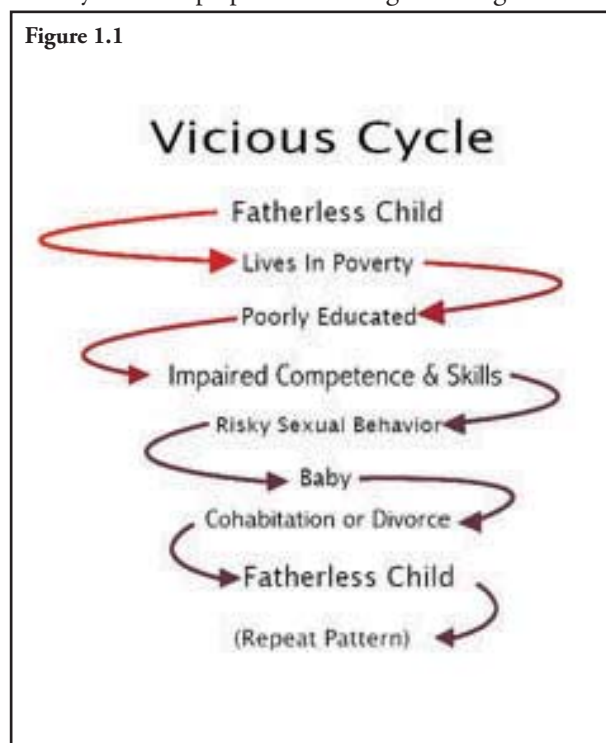 Figure 1.1
Vicious Cycle
Fatherless Child
Lives In Poverty
Poorly Educated
Impaired Competence & Skills
Risky Sexual Behavior
Baby
Cohabitation or Divorce
Fatherless Child
(Repeat Pattern)